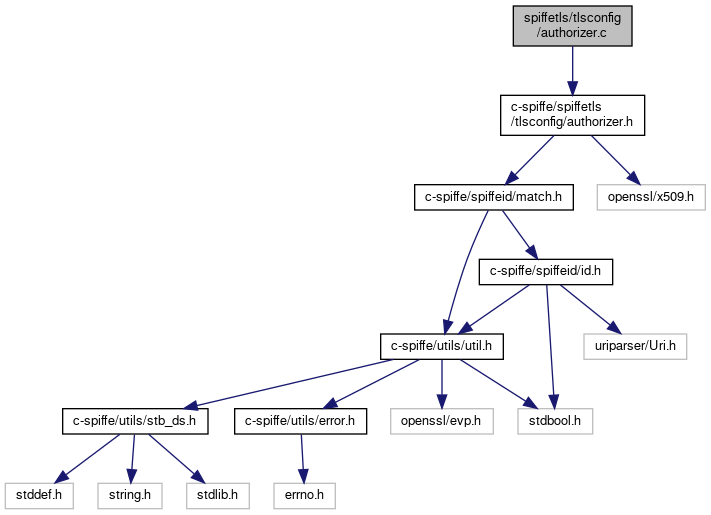 spiffetls/tlsconfig
/authorizer.c
c-spiffe/spiffetls
/tlsconfig/authorizer.h
c-spiffe/spiffeid/match.h
openssl/x509.h
c-spiffe/spiffeid/id.h
c-spiffe/utils/util.h
uriparser/Uri.h
c-spiffe/utils/stb_ds.h
c-spiffe/utils/error.h
openssl/evp.h
stdbool.h
stddef.h
string.h
stdlib.h
errno.h